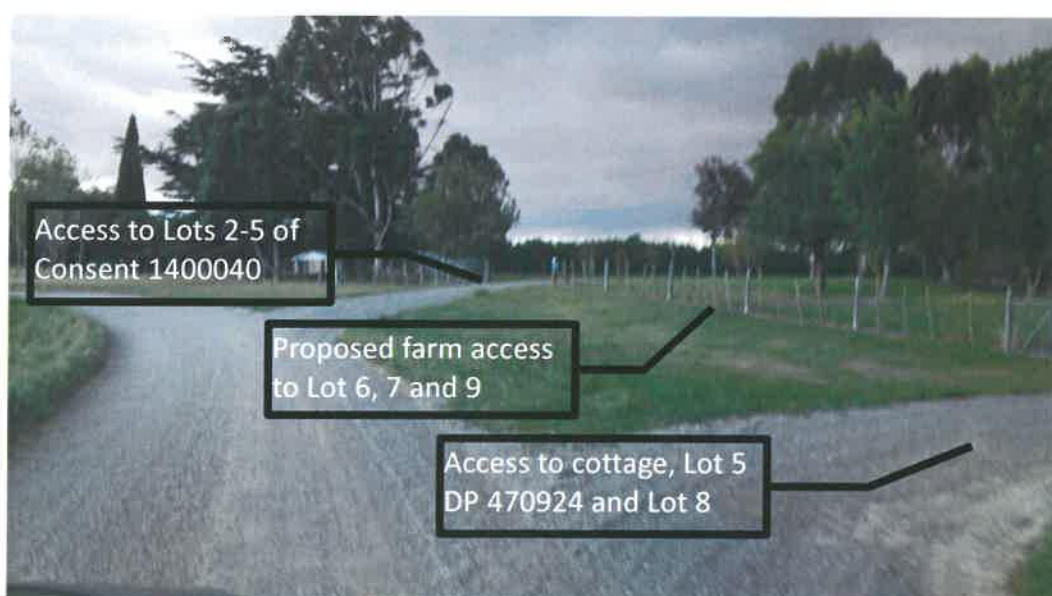 Access to Lots 2-5 of
Consent 1400040
Proposed farm access
to Lot 6, 7 and 9
Access to cottage, Lot 5
DP 470924 and Lot 8